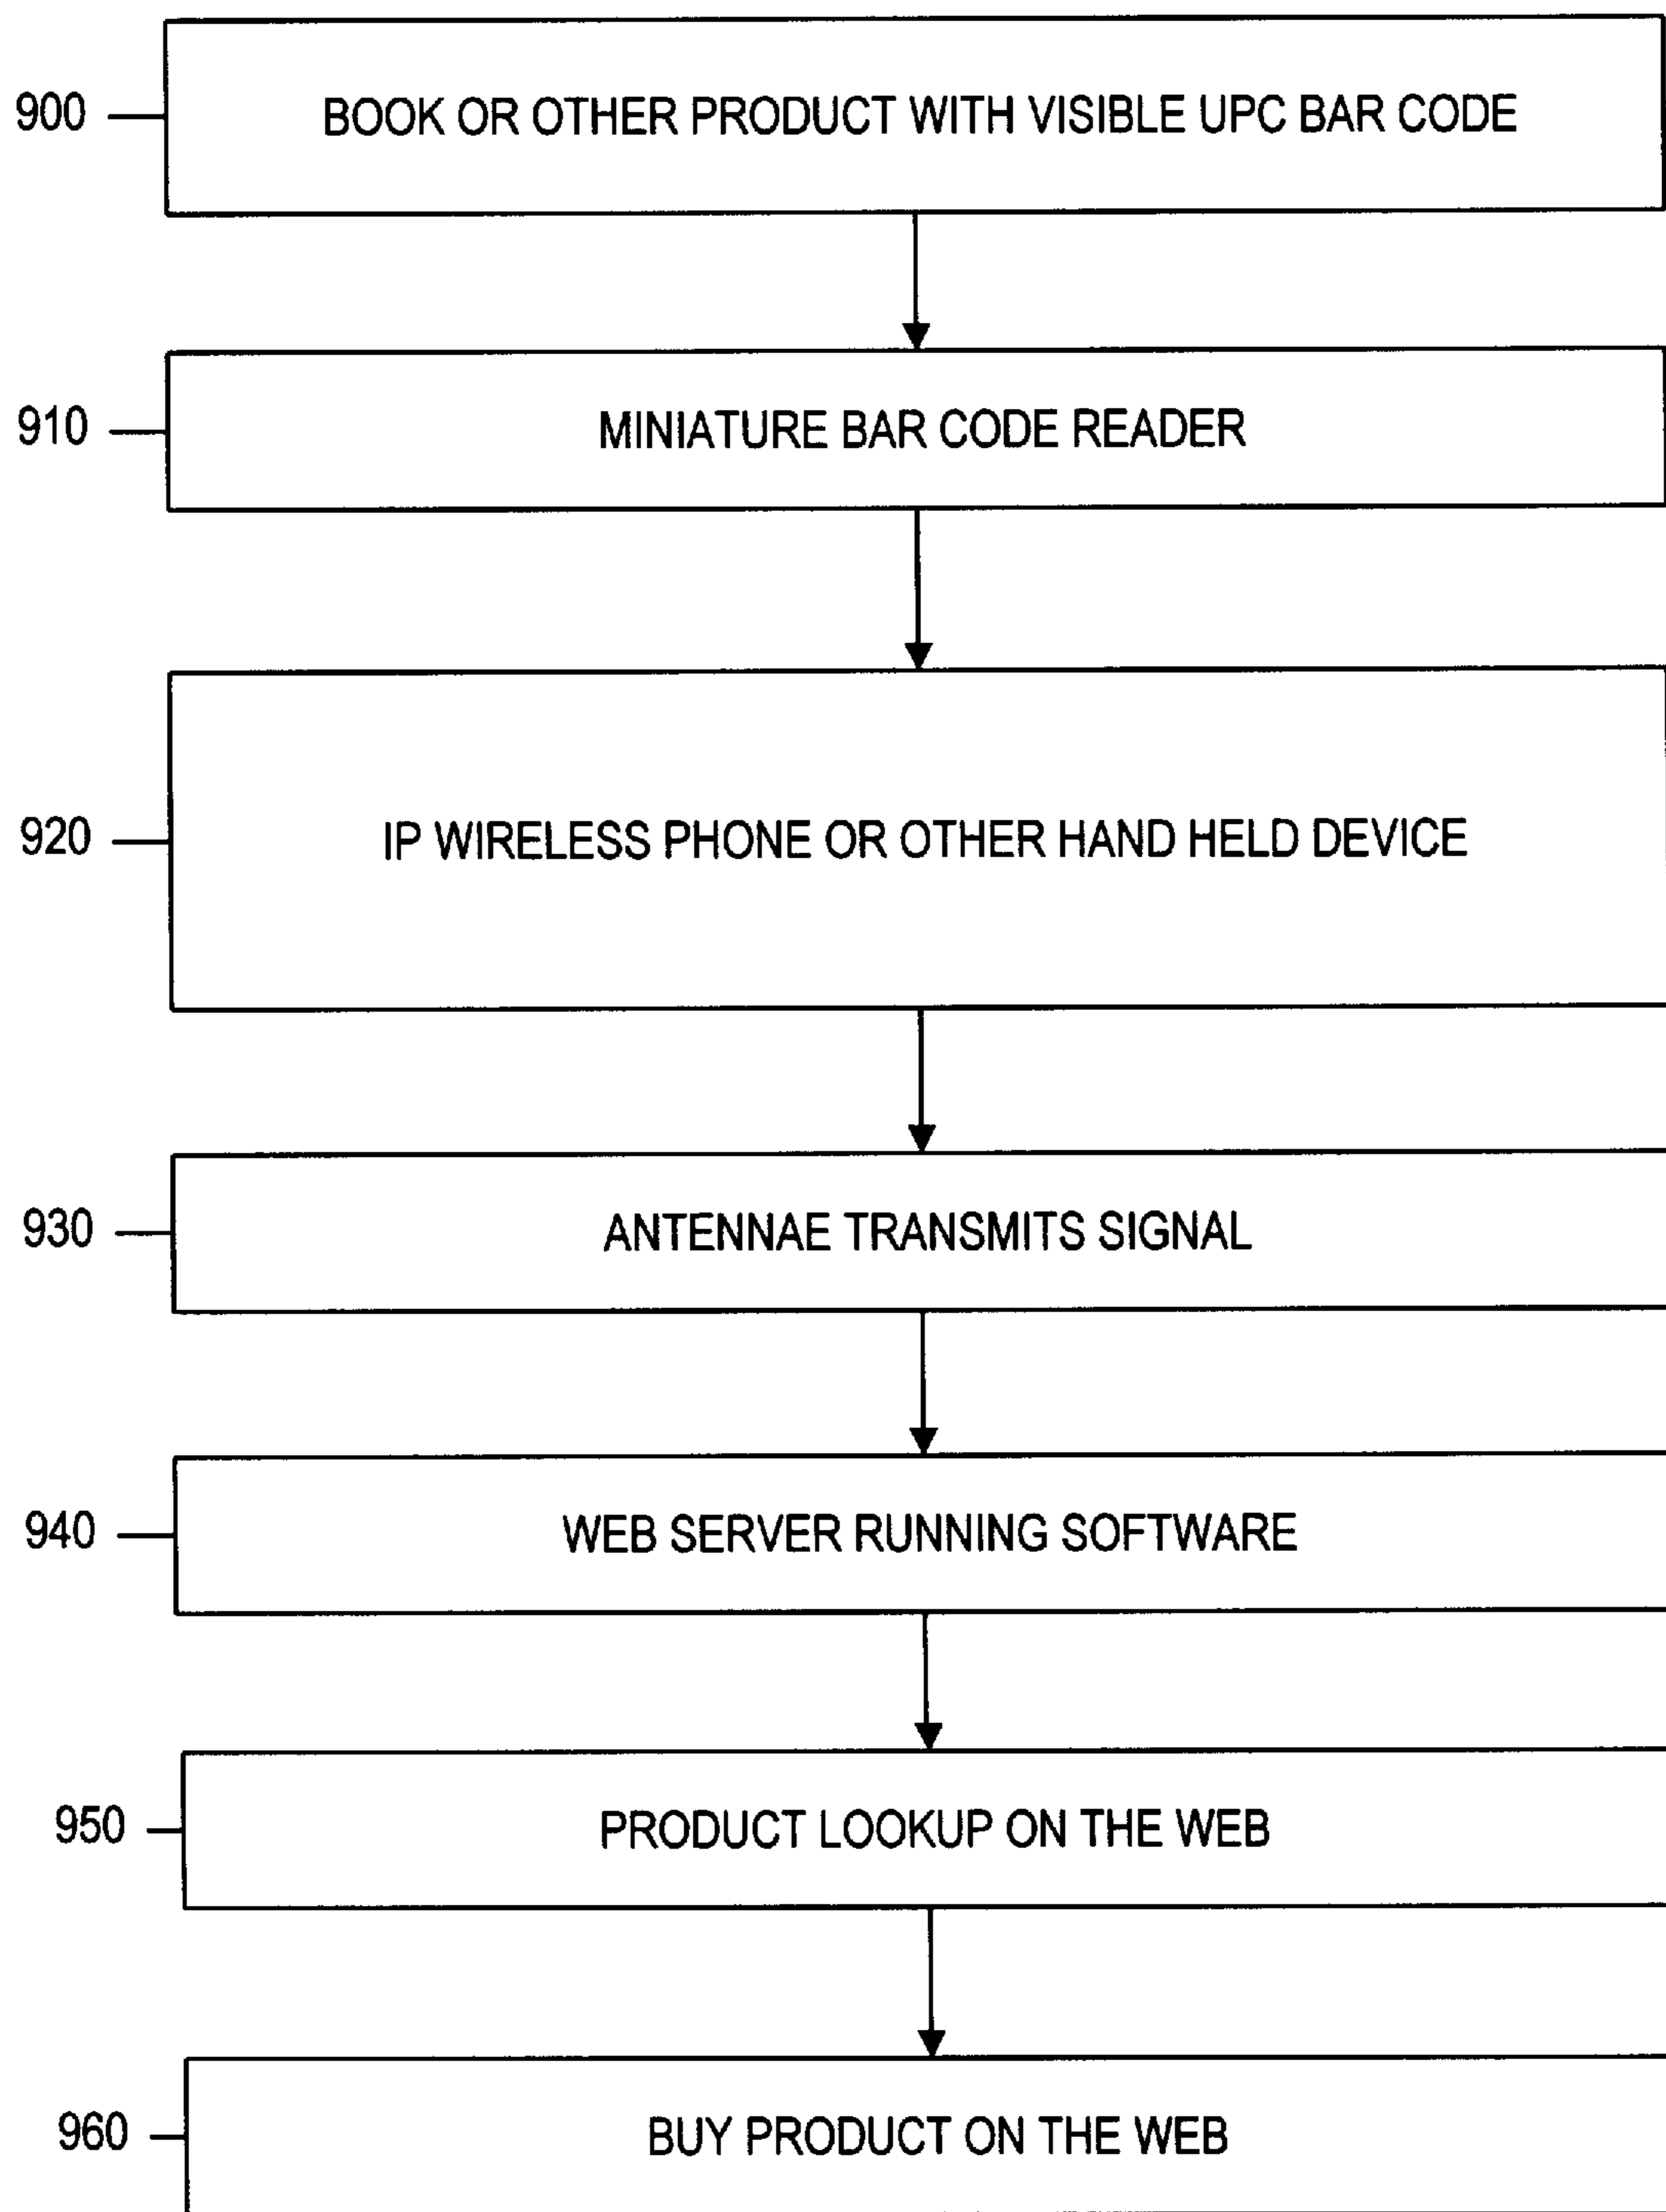 900 BOOK OR OTHER PRODUCT WITH VISIBLE UPC BAR CODE
910 MINIATURE BAR CODE READER
920 IP WIRELESS PHONE OR OTHER HAND HELD DEVICE
930 ANTENNAE TRANSMITS SIGNAL
940 WEB SERVER RUNNING SOFTWARE
950 PRODUCT LOOKUP ON THE WEB
960 BUY PRODUCT ON THE WEB